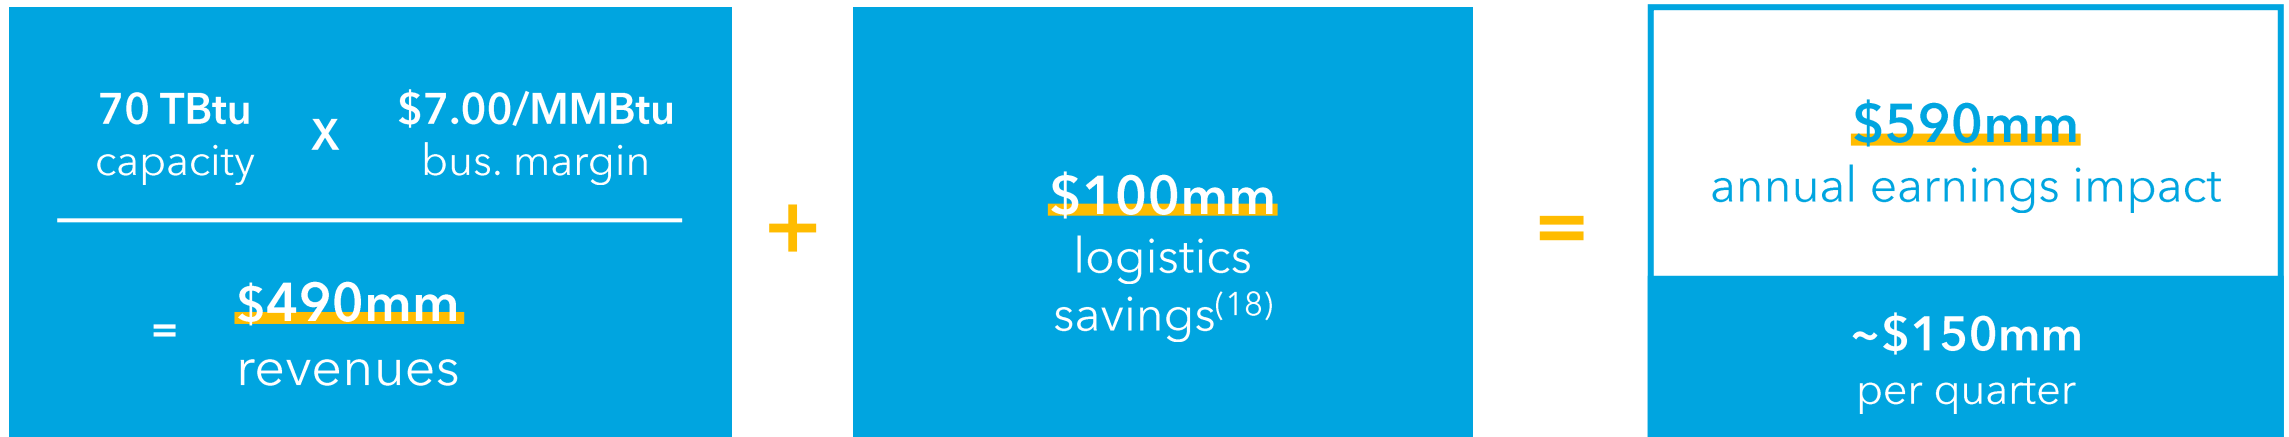 70 TBtu
capacity
X
$7.00/MMBtu
bus. margin
=
$490mm
revenues
+
$100mm
logistics
savings(18)
=
$590mm
annual earnings impact
~$150mm
per quarter